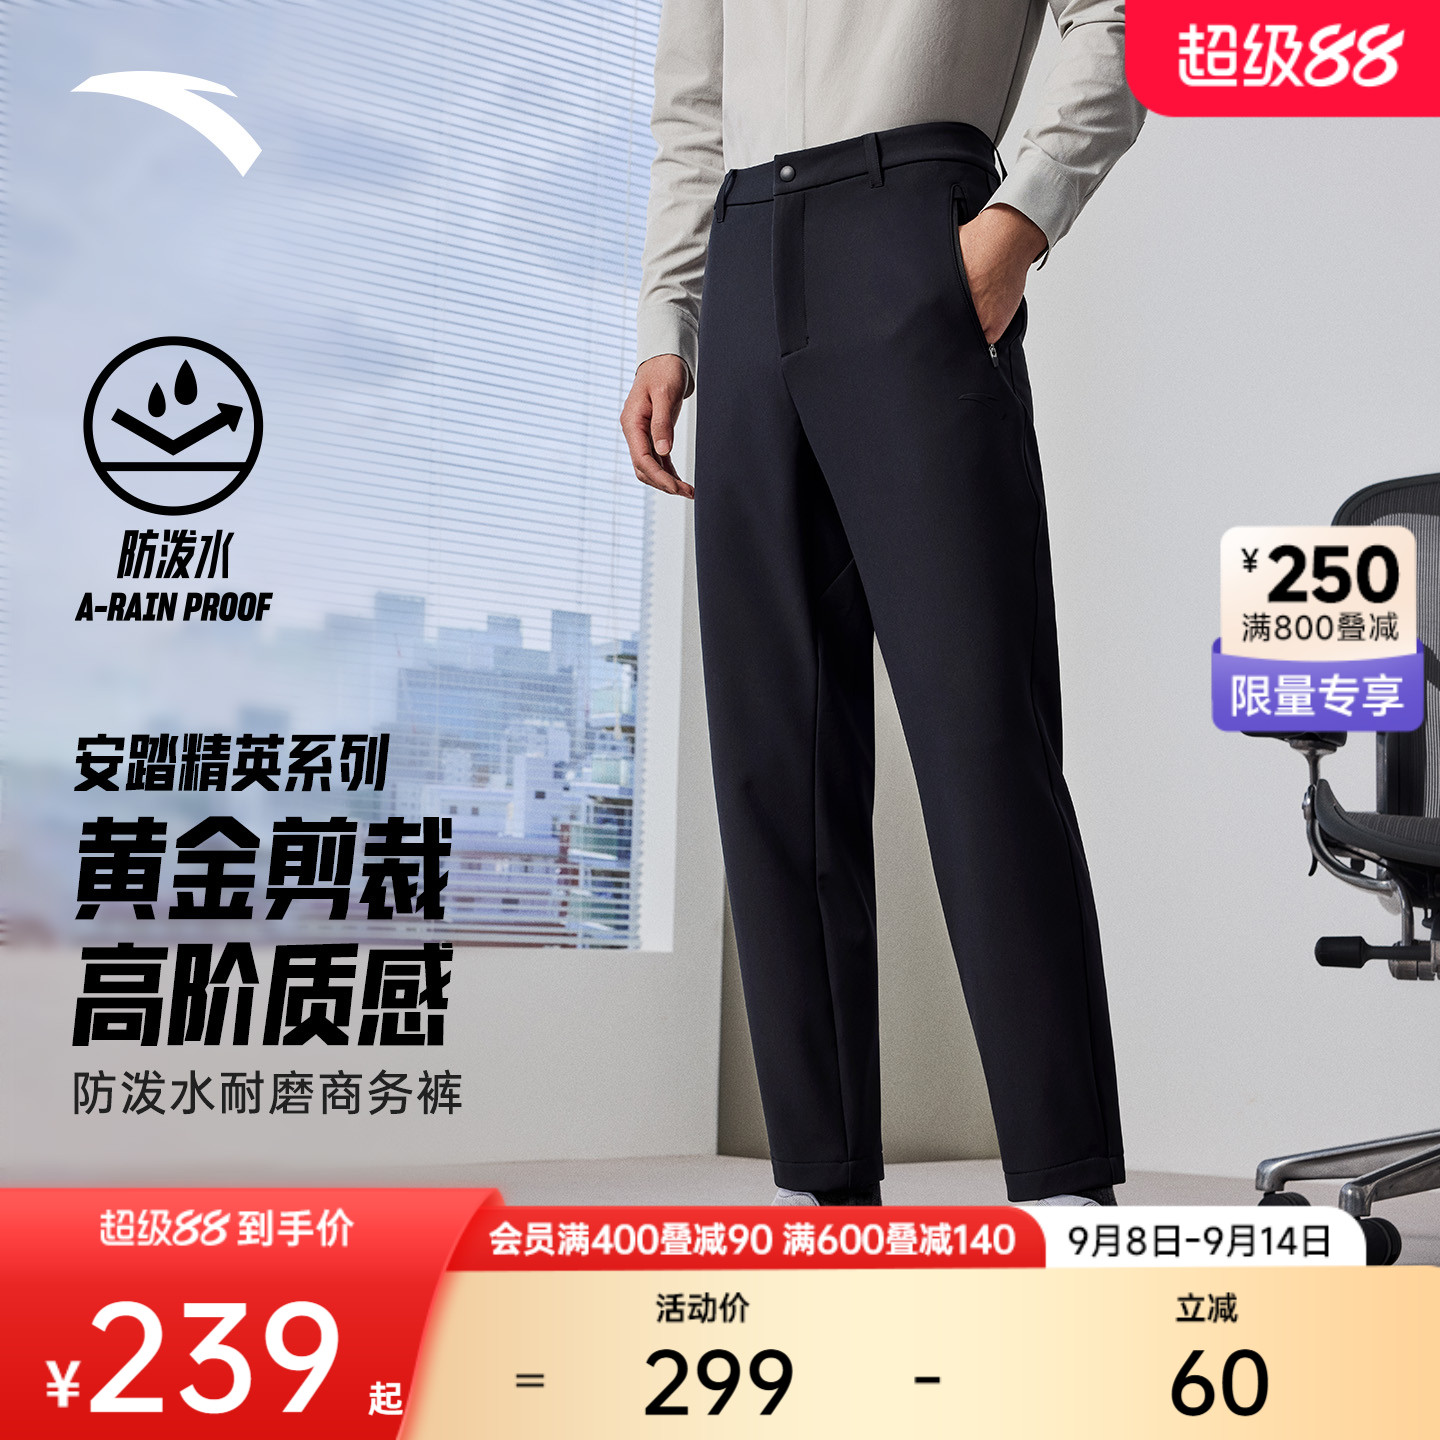 超级88
防泼水
A-RAIN PROOF
¥250
满800叠减
限量专享
安踏精英系列
黄金剪裁
高阶质感
防泼水耐磨商务裤
超级88到手价
¥239起
会员满400叠减90 满600叠减140
9月8日-9月14日
= 活动价 299 - 立减 60